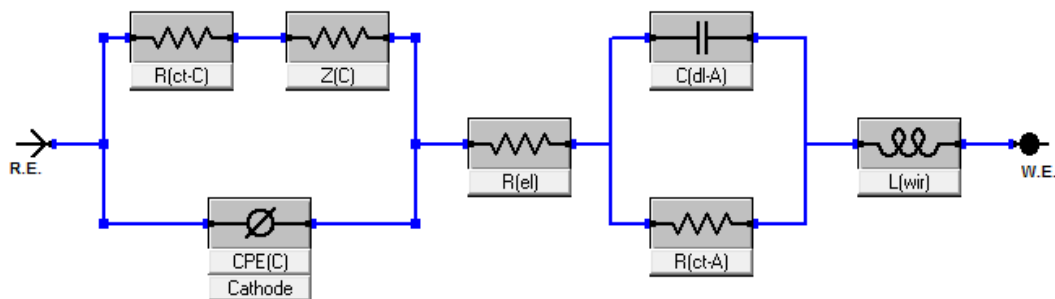 R(ct-C)
Z(C)
C(dl-A)
R.E.
R(el)
L(wir)
W.E.
CPE(C)
Cathode
R(ct-A)